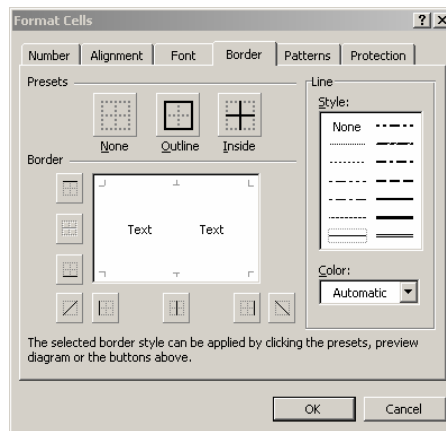 Format Cells
Number Alignment Font Border Patterns Protection
Presets
None Outline Inside
Border
Text Text
Line
Style:
None
Color:
Automatic
The selected border style can be applied by clicking the presets, preview
diagram or the buttons above.
OK Cancel